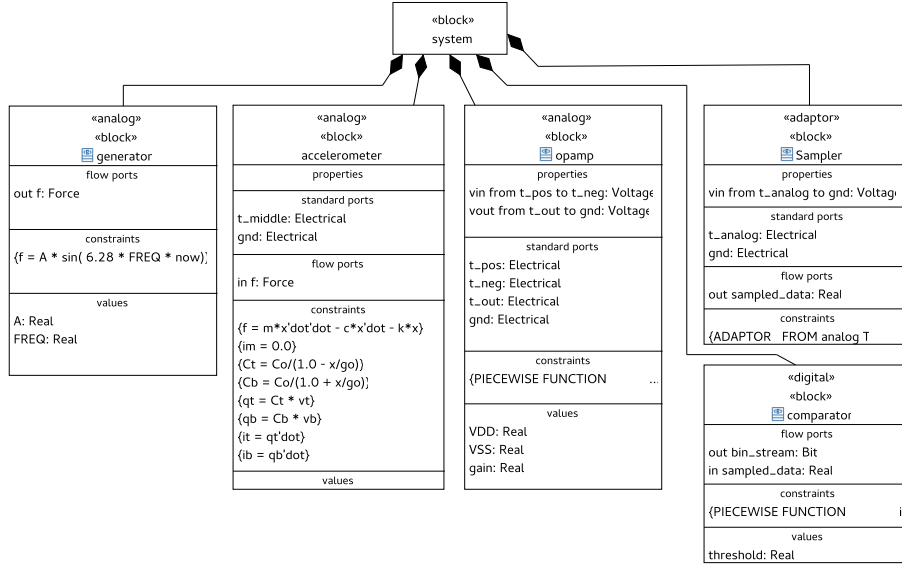 «block»
system
«analog»
«block»
generator
flow ports
out f: Force
constraints
{f = A * sin( 6.28 * FREQ * now)}
values
A: Real
FREQ: Real
«analog»
«block»
accelerometer
properties
standard ports
t_middle: Electrical
gnd: Electrical
flow ports
in f: Force
constraints
{f = m*x'dot'dot - c*x'dot - k*x}
{im = 0.0}
{Ct = Co/(1.0 - x/go)}
{Cb = Co/(1.0 + x/go)}
{qt = Ct * vt}
{qb = Cb * vb}
{it = qt'dot}
{ib = qb'dot}
values
«analog»
«block»
opamp
properties
vin from t_pos to t_neg: Voltage
vout from t_out to gnd: Voltage
standard ports
t_pos: Electrical
t_neg: Electrical
t_out: Electrical
gnd: Electrical
constraints
{PIECEWISE FUNCTION ...
values
VDD: Real
VSS: Real
gain: Real
«adaptor»
«block»
Sampler
properties
vin from t_analog to gnd: Voltage
standard ports
t_analog: Electrical
gnd: Electrical
flow ports
out sampled_data: Real
constraints
{ADAPTOR FROM analog T
«digital»
«block»
comparator
flow ports
out bin_stream: Bit
in sampled_data: Real
constraints
{PIECEWISE FUNCTION i
values
threshold: Real